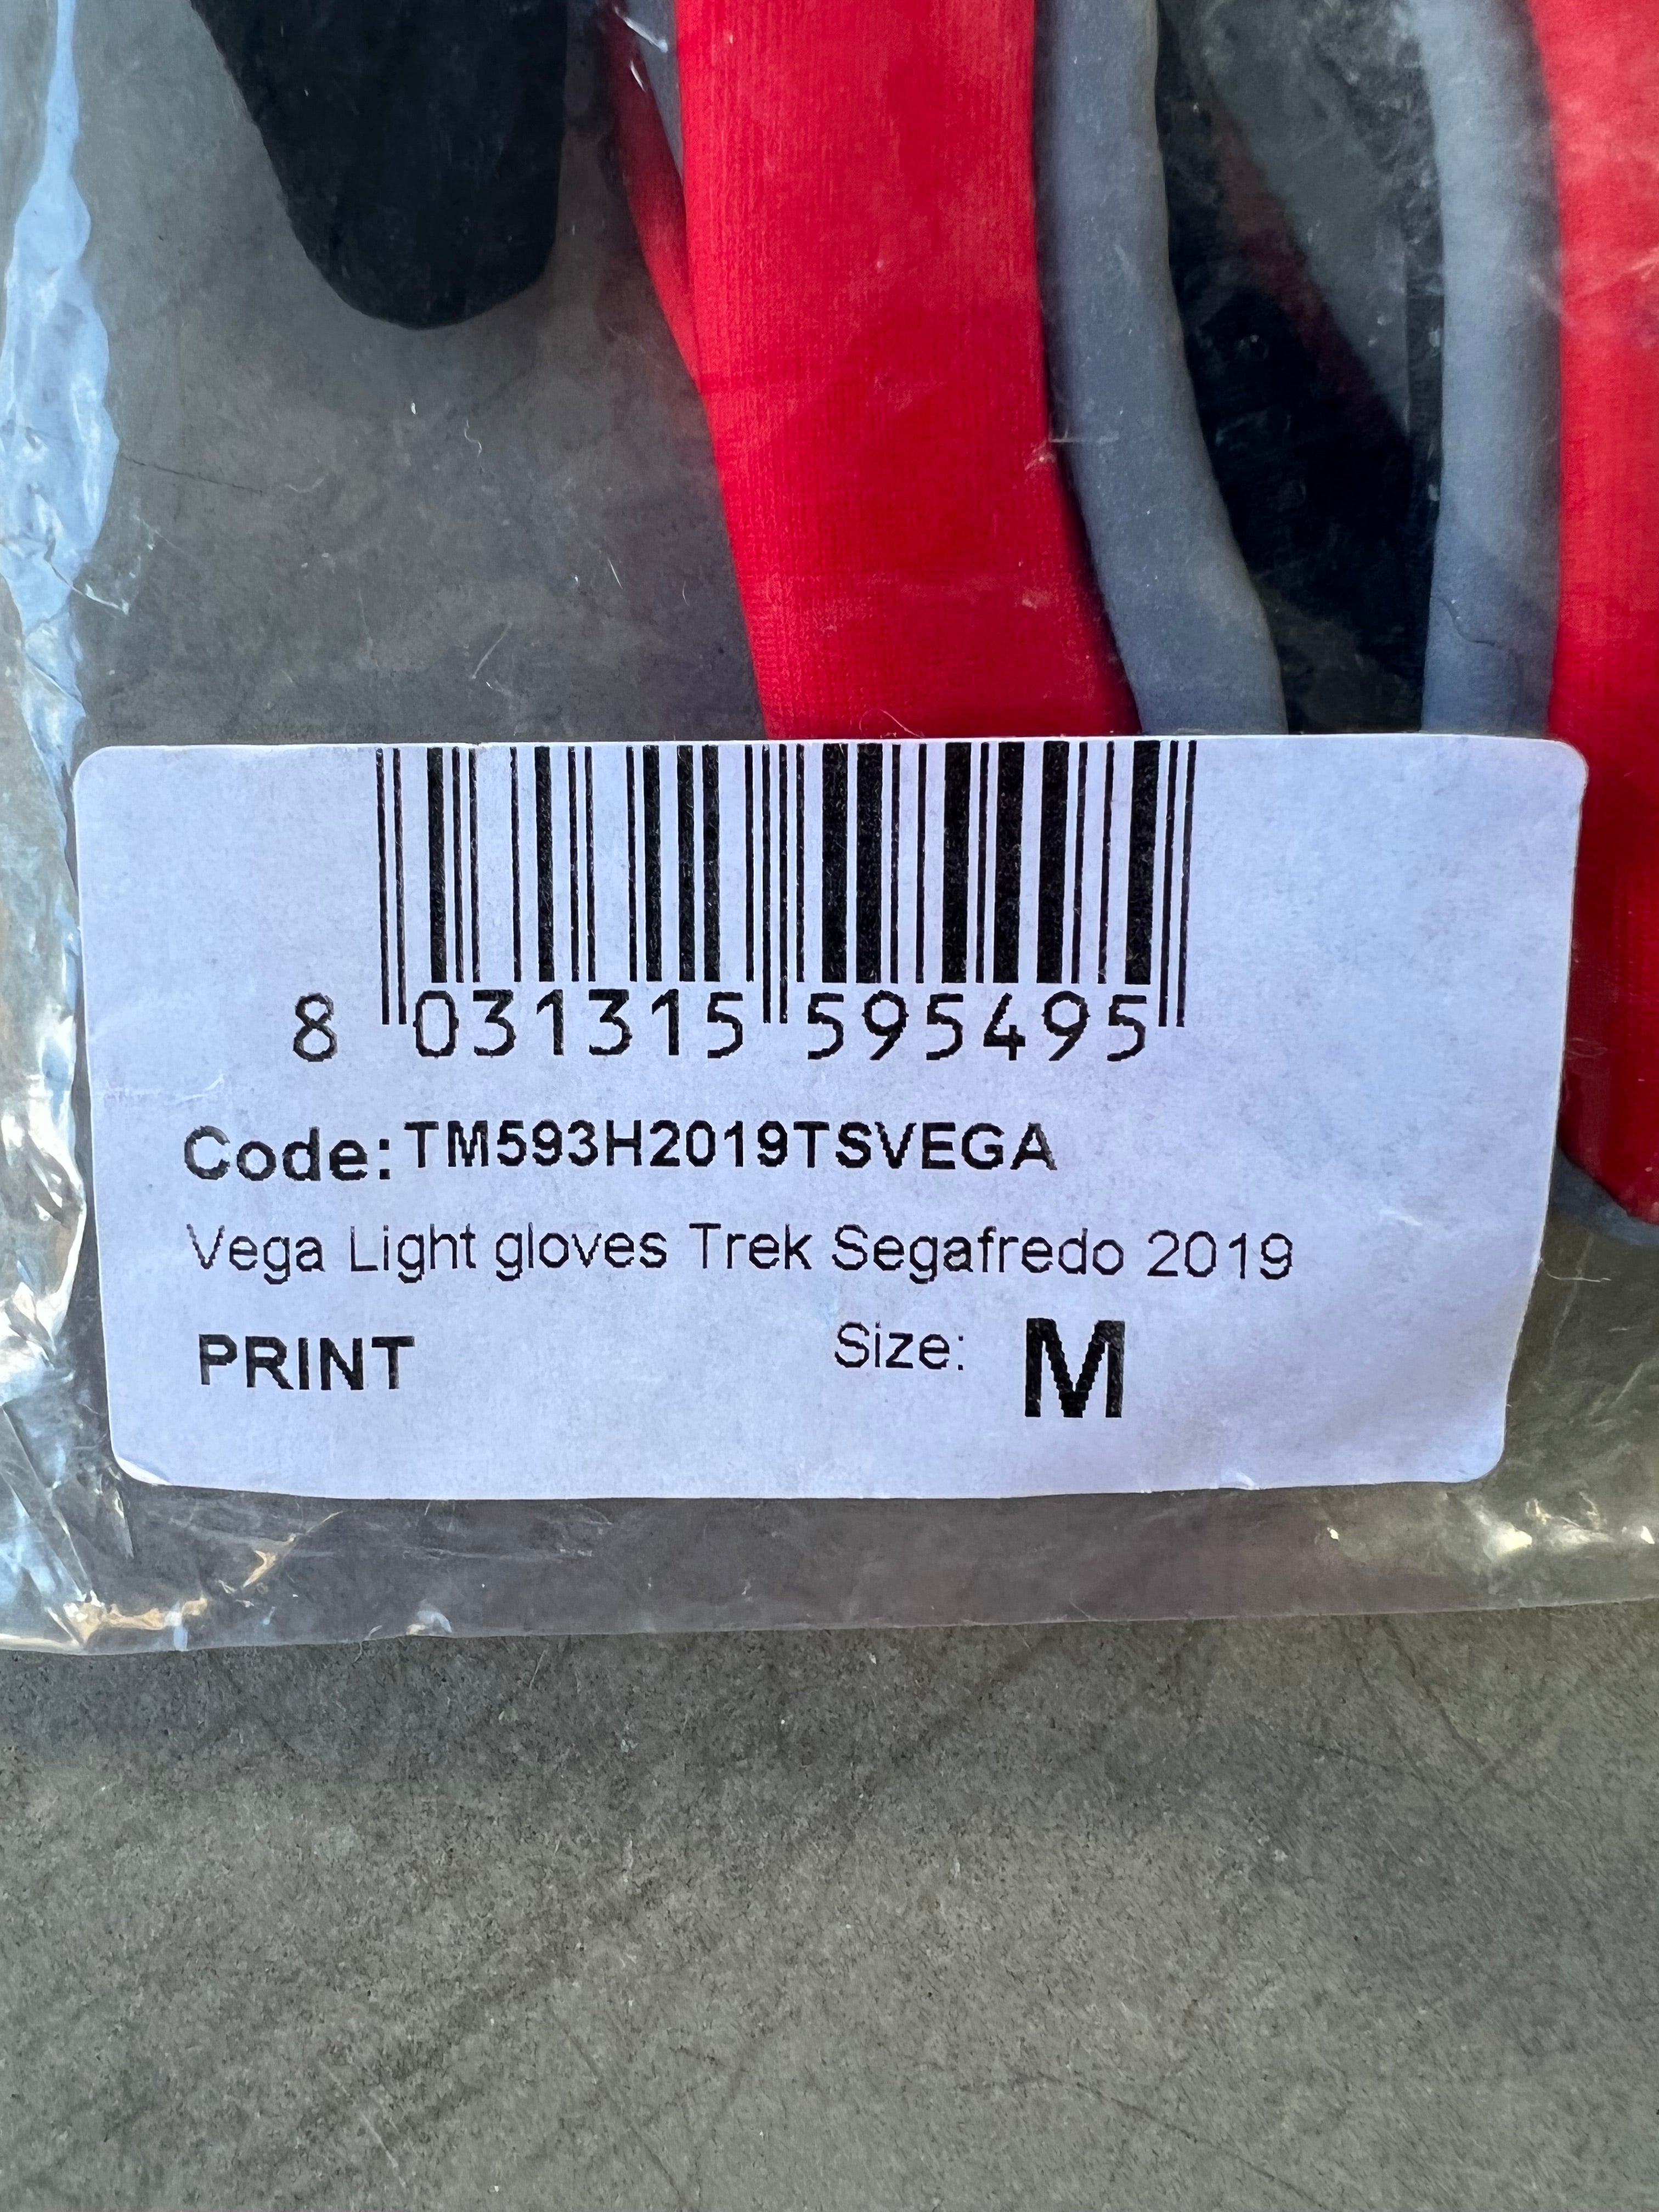 8 031315 595495
Code: TM593H2019TSVEGA
Vega Light gloves Trek Segafredo 2019
PRINT Size: M